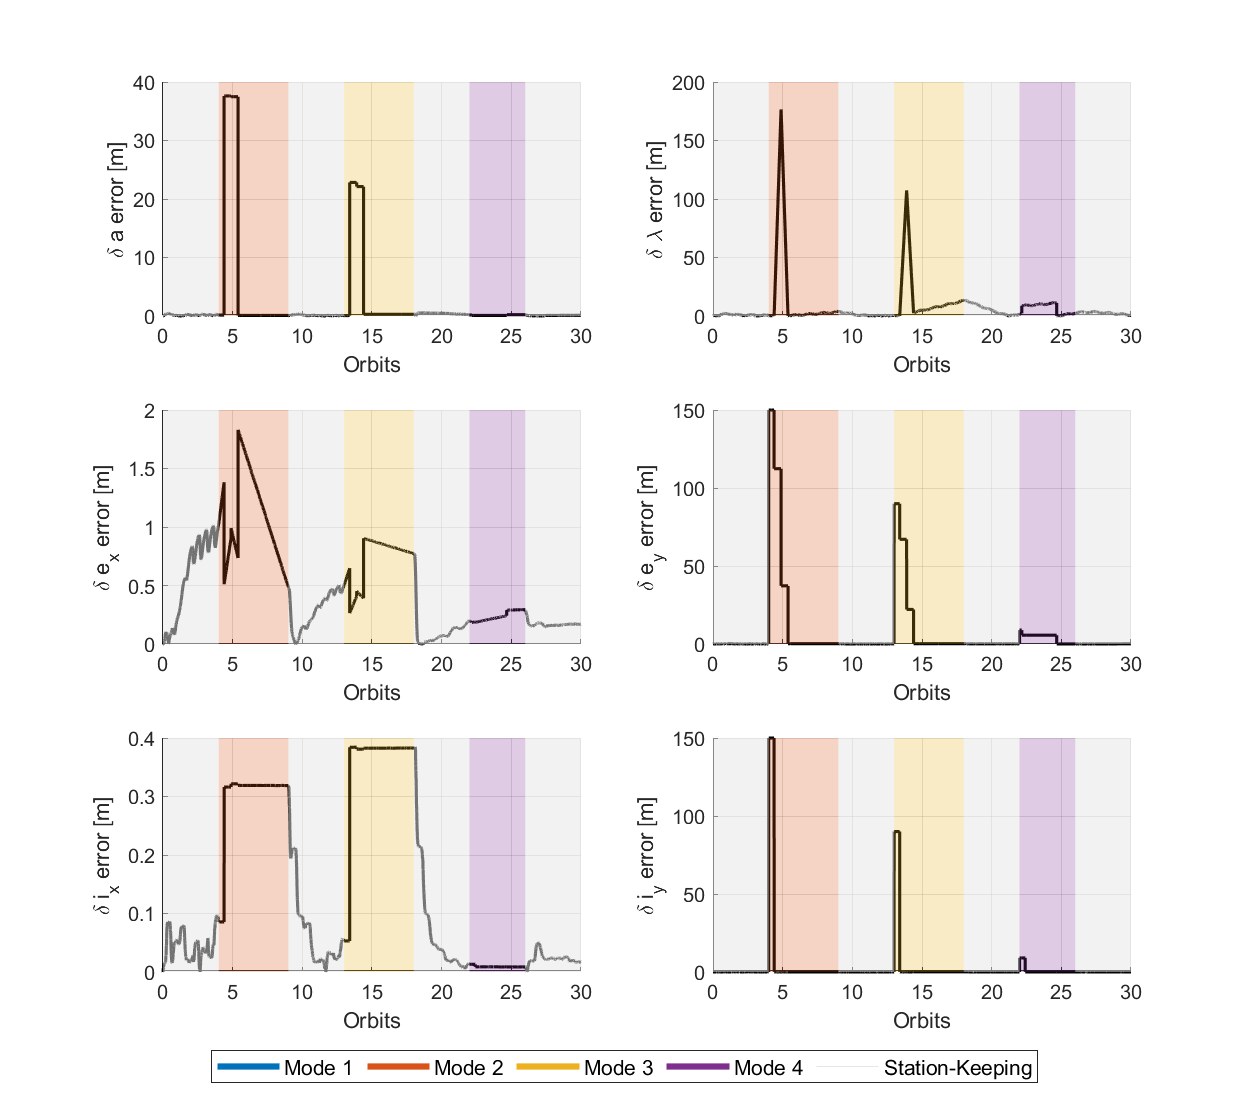 40
30
20
10
0
δ a error [m]
0 5 10 15 20 25 30
Orbits
200
150
100
50
0
δ λ error [m]
0 5 10 15 20 25 30
Orbits
2
1.5
1
0.5
0
δ e_x error [m]
0 5 10 15 20 25 30
Orbits
150
100
50
0
δ e_y error [m]
0 5 10 15 20 25 30
Orbits
0.4
0.3
0.2
0.1
0
δ i_x error [m]
0 5 10 15 20 25 30
Orbits
150
100
50
0
δ i_y error [m]
0 5 10 15 20 25 30
Orbits
Mode 1 Mode 2 Mode 3 Mode 4 Station-Keeping